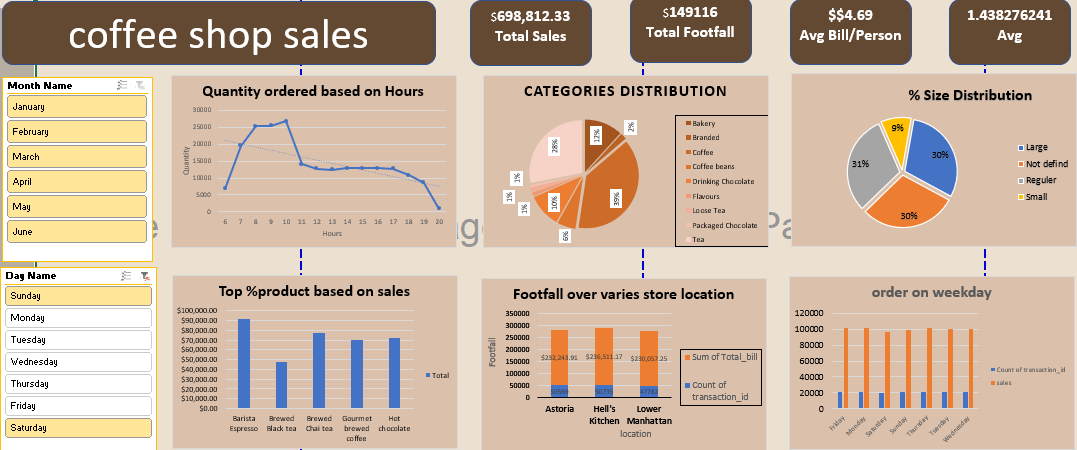 coffee shop sales
$698,812.33
Total Sales
$149116
Total Footfall
$$4.69
Avg Bill/Person
1.438276241
Avg
Month Name
January
February
March
April
May
June
Day Name
Sunday
Monday
Tuesday
Wednesday
Thursday
Friday
Saturday
Quantity ordered based on Hours
Quantity
30000
25000
20000
15000
10000
5000
0
6 7 8 9 10 11 12 13 14 15 16 17 18 19 20
Hours
CATEGORIES DISTRIBUTION
12%
2%
39%
6%
10%
1%
1%
1%
28%
Bakery
Branded
Coffee
Coffee beans
Drinking Chocolate
Flavours
Loose Tea
Packaged Chocolate
Tea
% Size Distribution
9%
30%
30%
31%
Large
Not defind
Reguler
Small
Top %product based on sales
$100,000.00
$90,000.00
$80,000.00
$70,000.00
$60,000.00
$50,000.00
$40,000.00
$30,000.00
$20,000.00
$10,000.00
$0.00
Barista Espresso
Brewed Black tea
Brewed Chai tea
Gourmet brewed coffee
Hot chocolate
Total
Footfall over varies store location
Footfall
350000
300000
250000
200000
150000
100000
50000
0
$232,243.91
$236,511.17
$230,057.25
50599
50735
47782
Astoria
Hell's Kitchen
Lower Manhattan
location
Sum of Total_bill
Count of transaction_id
order on weekday
120000
100000
80000
60000
40000
20000
0
Friday
Monday
Saturday
Sunday
Thursday
Tuesday
Wednesday
Count of transaction_id
sales